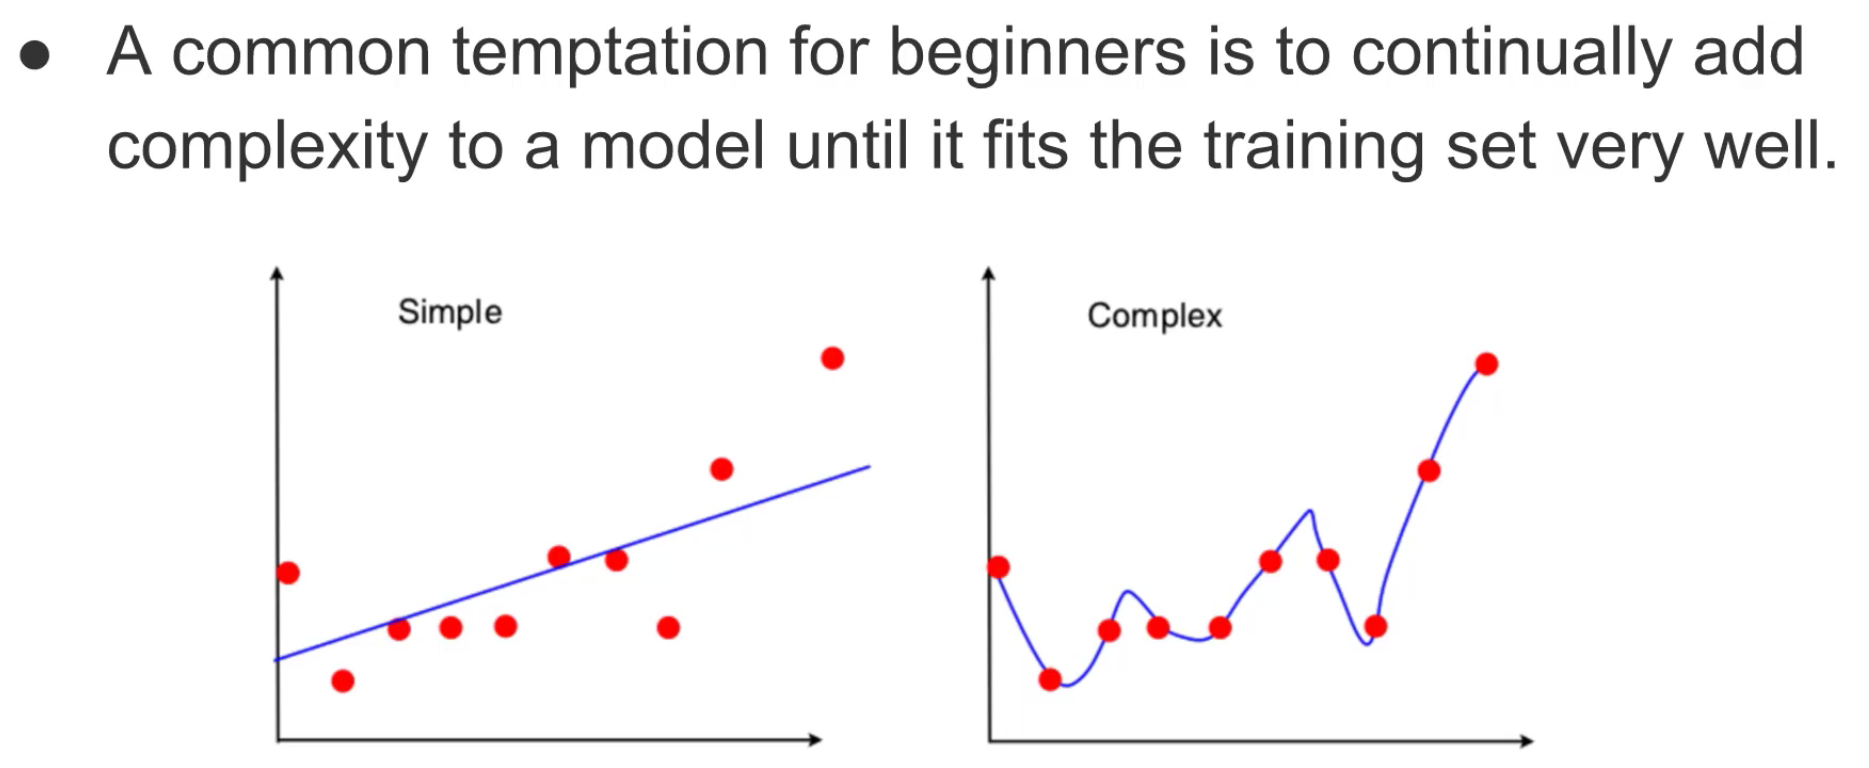 ● A common temptation for beginners is to continually add
complexity to a model until it fits the training set very well.
Simple
Complex